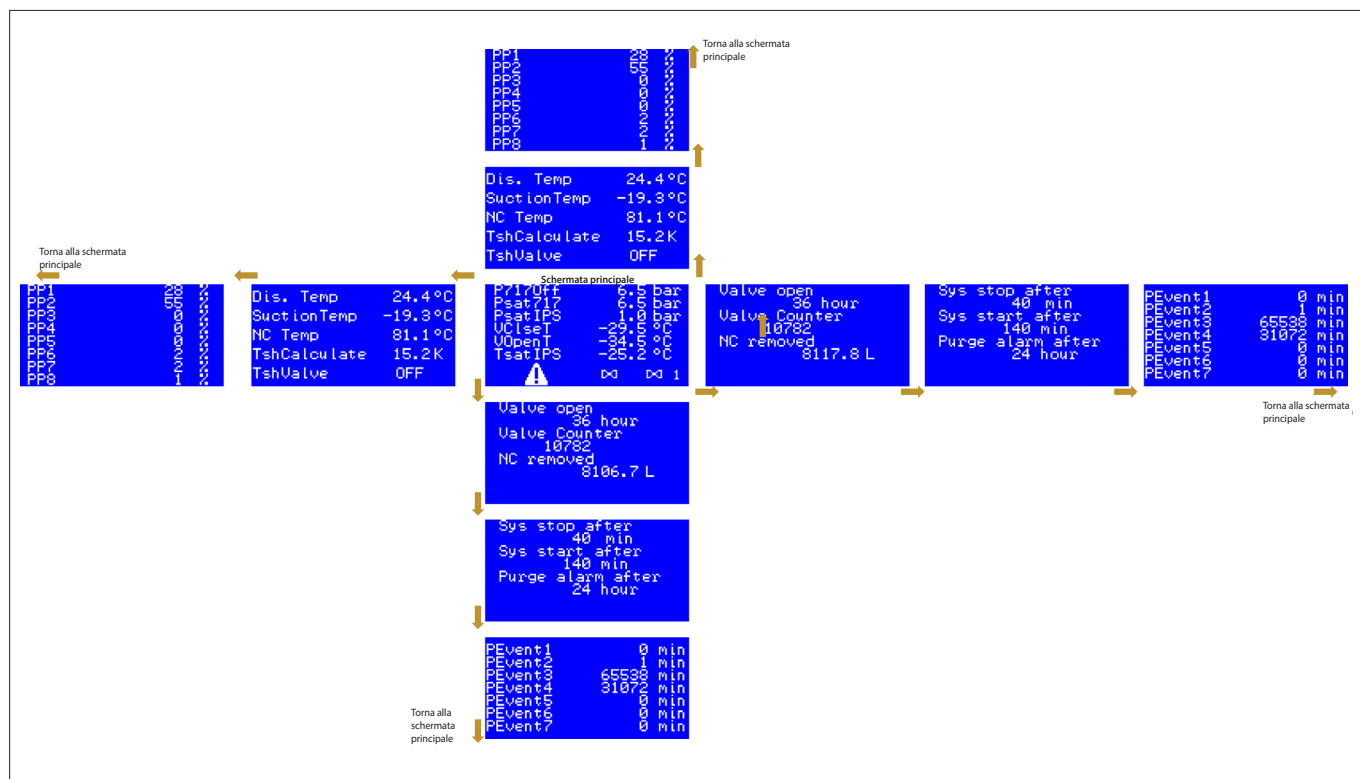 PP1 28 %
PP2 55 %
PP3 0 %
PP4 0 %
PP5 0 %
PP6 2 %
PP7 2 %
PP8 1 %
Torna alla schermata
principale
Dis. Temp 24.4°C
SuctionTemp -19.3°C
NC Temp 81.1°C
TshCalculate 15.2K
TshValve OFF
Torna alla schermata
principale
PP1 28 %
PP2 55 %
PP3 0 %
PP4 0 %
PP5 0 %
PP6 2 %
PP7 2 %
PP8 1 %
Dis. Temp 24.4°C
SuctionTemp -19.3°C
NC Temp 81.1°C
TshCalculate 15.2K
TshValve OFF
Schermata principale
P717Off 6.5 bar
Psat717 6.5 bar
PsatIPS 1.0 bar
VClseT -29.5 °C
VOpenT -34.5 °C
TsatIPS -25.2 °C
1
Valve open
36 hour
Valve Counter
10782
NC removed
8117.8 L
Sys stop after
40 min
Sys start after
140 min
Purge alarm after
24 hour
PEvent1 0 min
PEvent2 1 min
PEvent3 65538 min
PEvent4 31072 min
PEvent5 0 min
PEvent6 0 min
PEvent7 0 min
Torna alla schermata
principale
Valve open
36 hour
Valve Counter
10782
NC removed
8106.7 L
Sys stop after
40 min
Sys start after
140 min
Purge alarm after
24 hour
PEvent1 0 min
PEvent2 1 min
PEvent3 65538 min
PEvent4 31072 min
PEvent5 0 min
PEvent6 0 min
PEvent7 0 min
Torna alla
schermata
principale